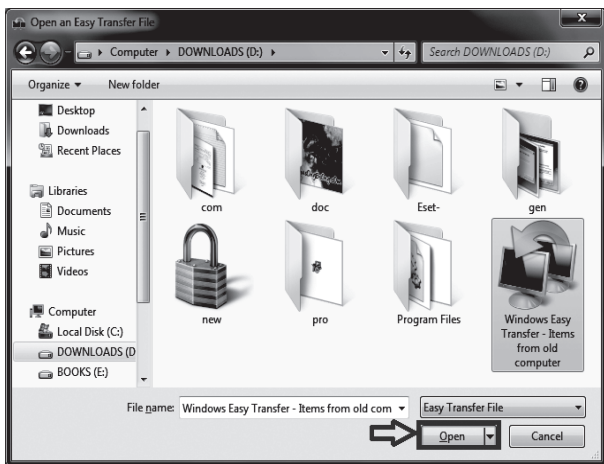 Open an Easy Transfer File
Computer DOWNLOADS (D:)
Search DOWNLOADS (D:)
Organize
New folder
Desktop
Downloads
Recent Places
Libraries
Documents
Music
Pictures
Videos
Computer
Local Disk (C:)
DOWNLOADS (D
BOOKS (E:)
com
doc
Eset-
gen
new
pro
Program Files
Windows Easy
Transfer - Items
from old
computer
File name: Windows Easy Transfer - Items from old com
Easy Transfer File
Open
Cancel